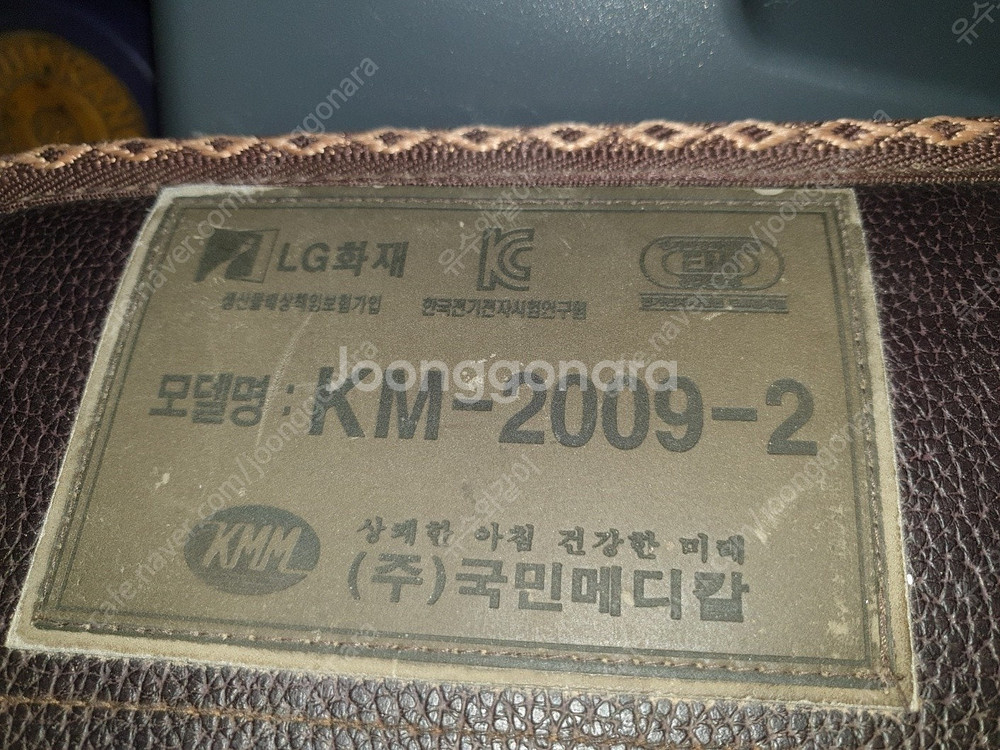 LG화재
생산물배상책임보험가입
KC
한국전기전자시험연구원
모델명 : KM-2009-2
Joonggonara
KMM
상쾌한 아침 건강한 미래
(주)국민메디칼